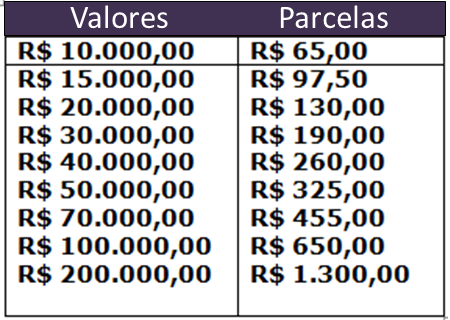 Valores Parcelas
R$ 10.000,00 R$ 65,00
R$ 15.000,00 R$ 97,50
R$ 20.000,00 R$ 130,00
R$ 30.000,00 R$ 190,00
R$ 40.000,00 R$ 260,00
R$ 50.000,00 R$ 325,00
R$ 70.000,00 R$ 455,00
R$ 100.000,00 R$ 650,00
R$ 200.000,00 R$ 1.300,00